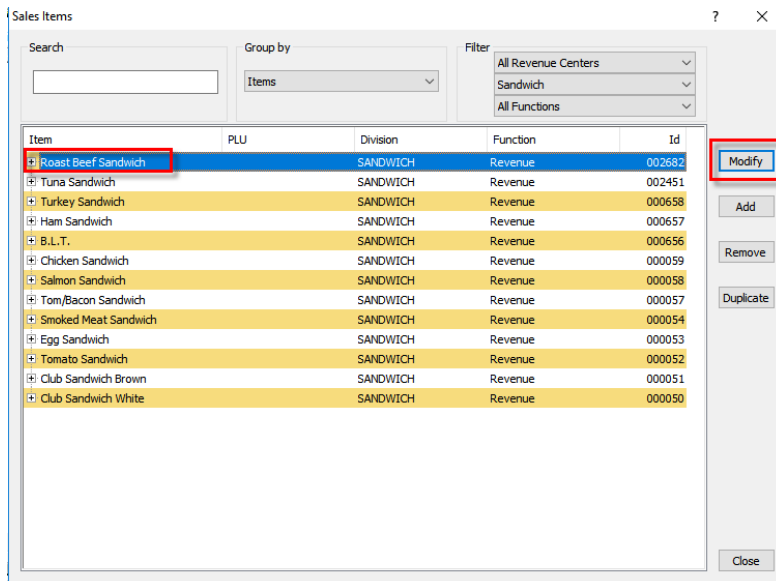 Sales Items ?
Search Group by Filter
All Revenue Centers
Items Sandwich
All Functions
Item PLU Division Function Id
Roast Beef Sandwich SANDWICH Revenue 002682 Modify
Tuna Sandwich SANDWICH Revenue 002451
Turkey Sandwich SANDWICH Revenue 000658 Add
Ham Sandwich SANDWICH Revenue 000657
B.L.T. SANDWICH Revenue 000656 Remove
Chicken Sandwich SANDWICH Revenue 000059
Salmon Sandwich SANDWICH Revenue 000058
Tom/Bacon Sandwich SANDWICH Revenue 000057 Duplicate
Smoked Meat Sandwich SANDWICH Revenue 000054
Egg Sandwich SANDWICH Revenue 000053
Tomato Sandwich SANDWICH Revenue 000052
Club Sandwich Brown SANDWICH Revenue 000051
Club Sandwich White SANDWICH Revenue 000050
Close